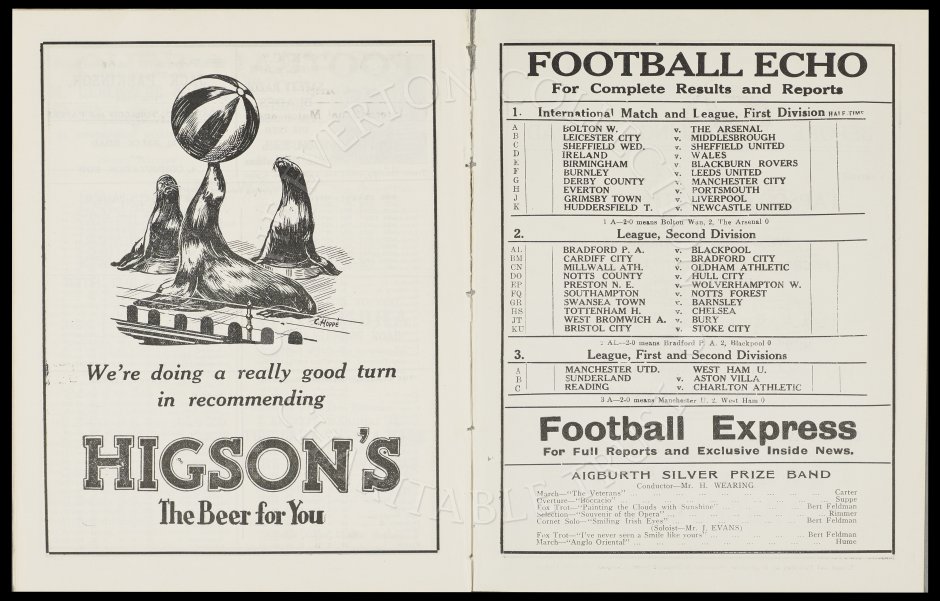 C. HOPPÉ
We're doing a really good turn
in recommending
HIGSON'S
The Beer for You
FOOTBALL ECHO
For Complete Results and Reports
1. International Match and League, First Division HALF-TIME
A BOLTON W. v. THE ARSENAL
B LEICESTER CITY v. MIDDLESBROUGH
C SHEFFIELD WED. v. SHEFFIELD UNITED
D IRELAND v. WALES
E BIRMINGHAM v. BLACKBURN ROVERS
F BURNLEY v. LEEDS UNITED
G DERBY COUNTY v. MANCHESTER CITY
H EVERTON v. PORTSMOUTH
J GRIMSBY TOWN v. LIVERPOOL
K HUDDERSFIELD T. v. NEWCASTLE UNITED
1 A—2-0 means Bolton Wan. 2, The Arsenal 0
2. League, Second Division
AL BRADFORD P. A. v. BLACKPOOL
BM CARDIFF CITY v. BRADFORD CITY
CN MILLWALL ATH. v. OLDHAM ATHLETIC
DO NOTTS COUNTY v. HULL CITY
EP PRESTON N. E. v. WOLVERHAMPTON W.
FQ SOUTHAMPTON v. NOTTS FOREST
GR SWANSEA TOWN v. BARNSLEY
HS TOTTENHAM H. v. CHELSEA
JT WEST BROMWICH A. v. BURY
KU BRISTOL CITY v. STOKE CITY
2 AL—2-0 means Bradford P. A. 2, Blackpool 0
3. League, First and Second Divisions
A MANCHESTER UTD. WEST HAM U.
B SUNDERLAND v. ASTON VILLA
C READING v. CHARLTON ATHLETIC
3 A—2-0 means Manchester U. 2, West Ham 0
Football Express
For Full Reports and Exclusive Inside News.
AIGBURTH SILVER PRIZE BAND
Conductor—Mr. H. WEARING
March—"The Veterans" Carter
Overture—"Boccacio" Suppe
Fox Trot—"Painting the Clouds with Sunshine" Bert Feldman
Selection—"Souvenir of the Opera" Rimmer
Cornet Solo—"Smiling Irish Eyes" Bert Feldman
(Soloist—Mr. J. EVANS)
Fox Trot—"I've never seen a Smile like yours" Bert Feldman
March—"Anglo Oriental" Hume